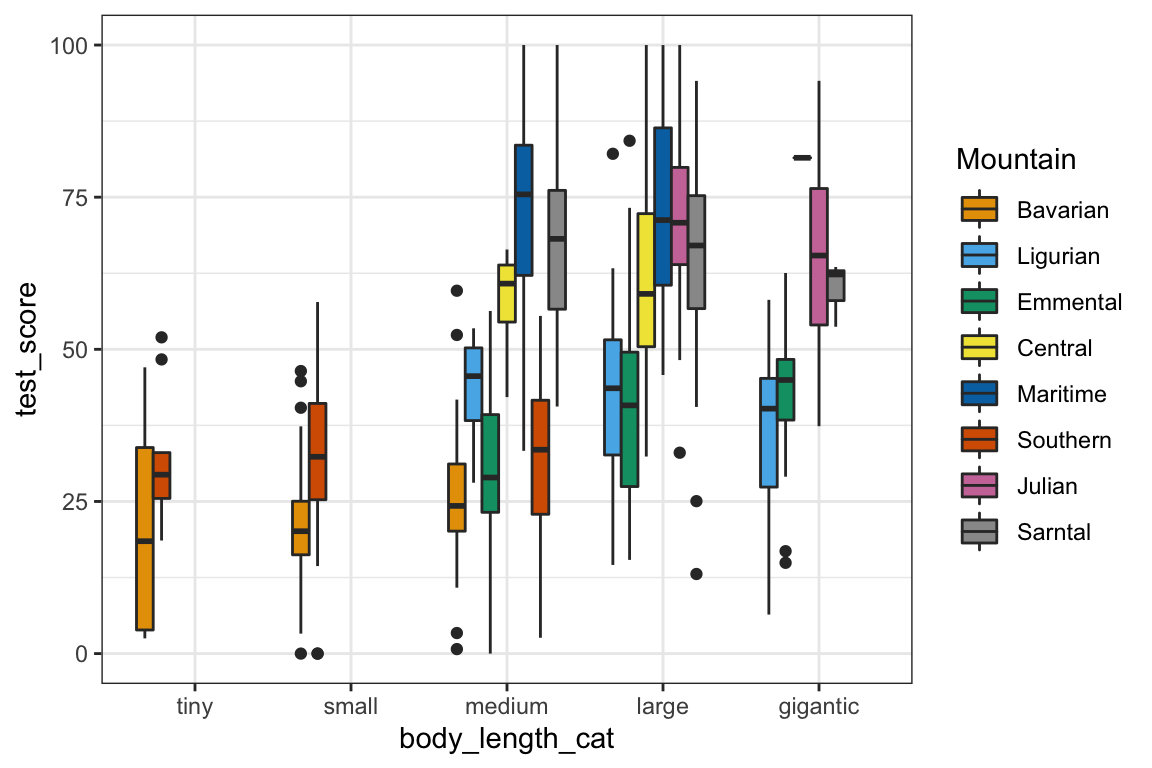 100
75
50
25
0
test_score
tiny small medium large gigantic
body_length_cat
Mountain
Bavarian
Ligurian
Emmental
Central
Maritime
Southern
Julian
Sarntal